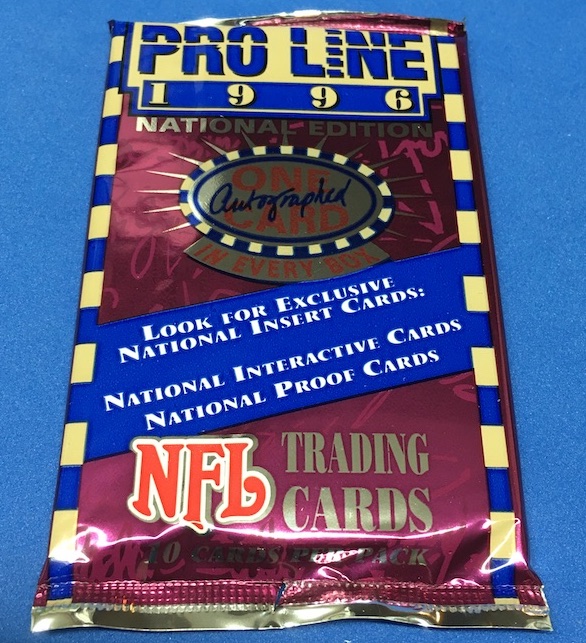 PRO LINE
1996
NATIONAL EDITION
ONE
Autographed
CARD
IN EVERY BOX
LOOK FOR EXCLUSIVE
NATIONAL INSERT CARDS:
NATIONAL INTERACTIVE CARDS
NATIONAL PROOF CARDS
NFL TRADING
CARDS
10 CARDS PER PACK